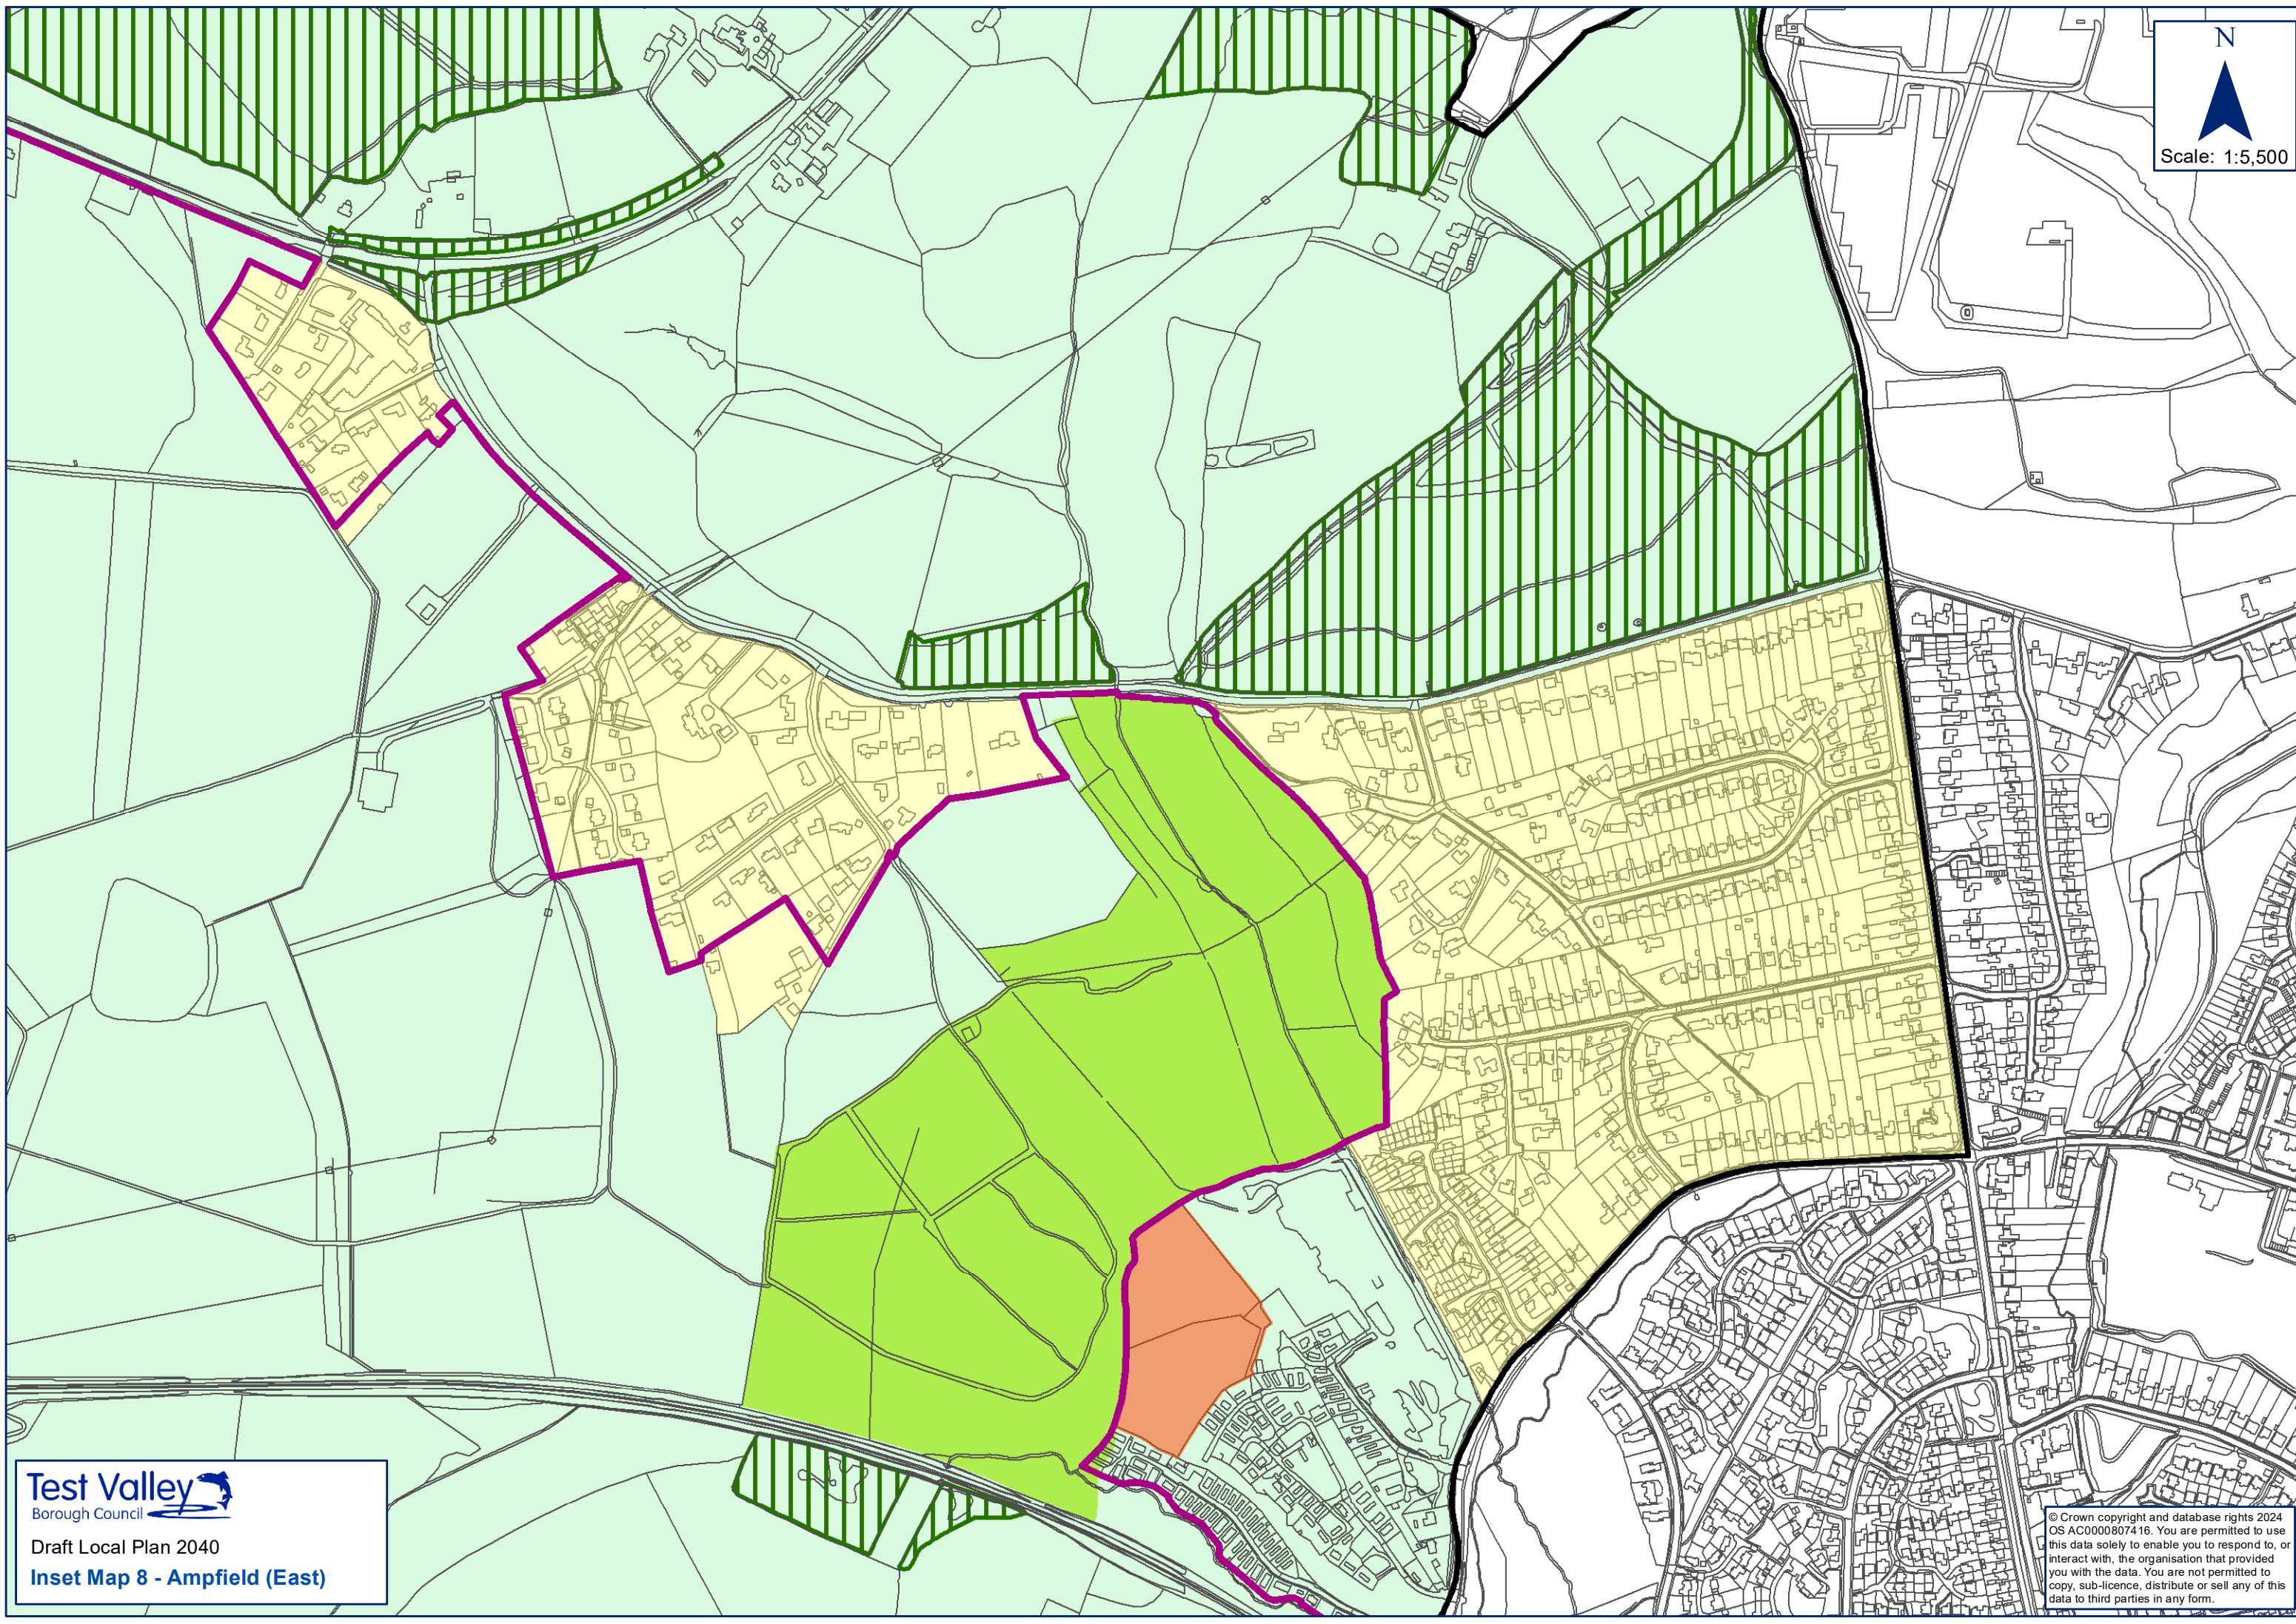 N
Scale: 1:5,500
Test Valley
Borough Council
Draft Local Plan 2040
Inset Map 8 - Ampfield (East)
© Crown copyright and database rights 2024
OS AC0000807416. You are permitted to use
this data solely to enable you to respond to, or
interact with, the organisation that provided
you with the data. You are not permitted to
copy, sub-licence, distribute or sell any of this
data to third parties in any form.